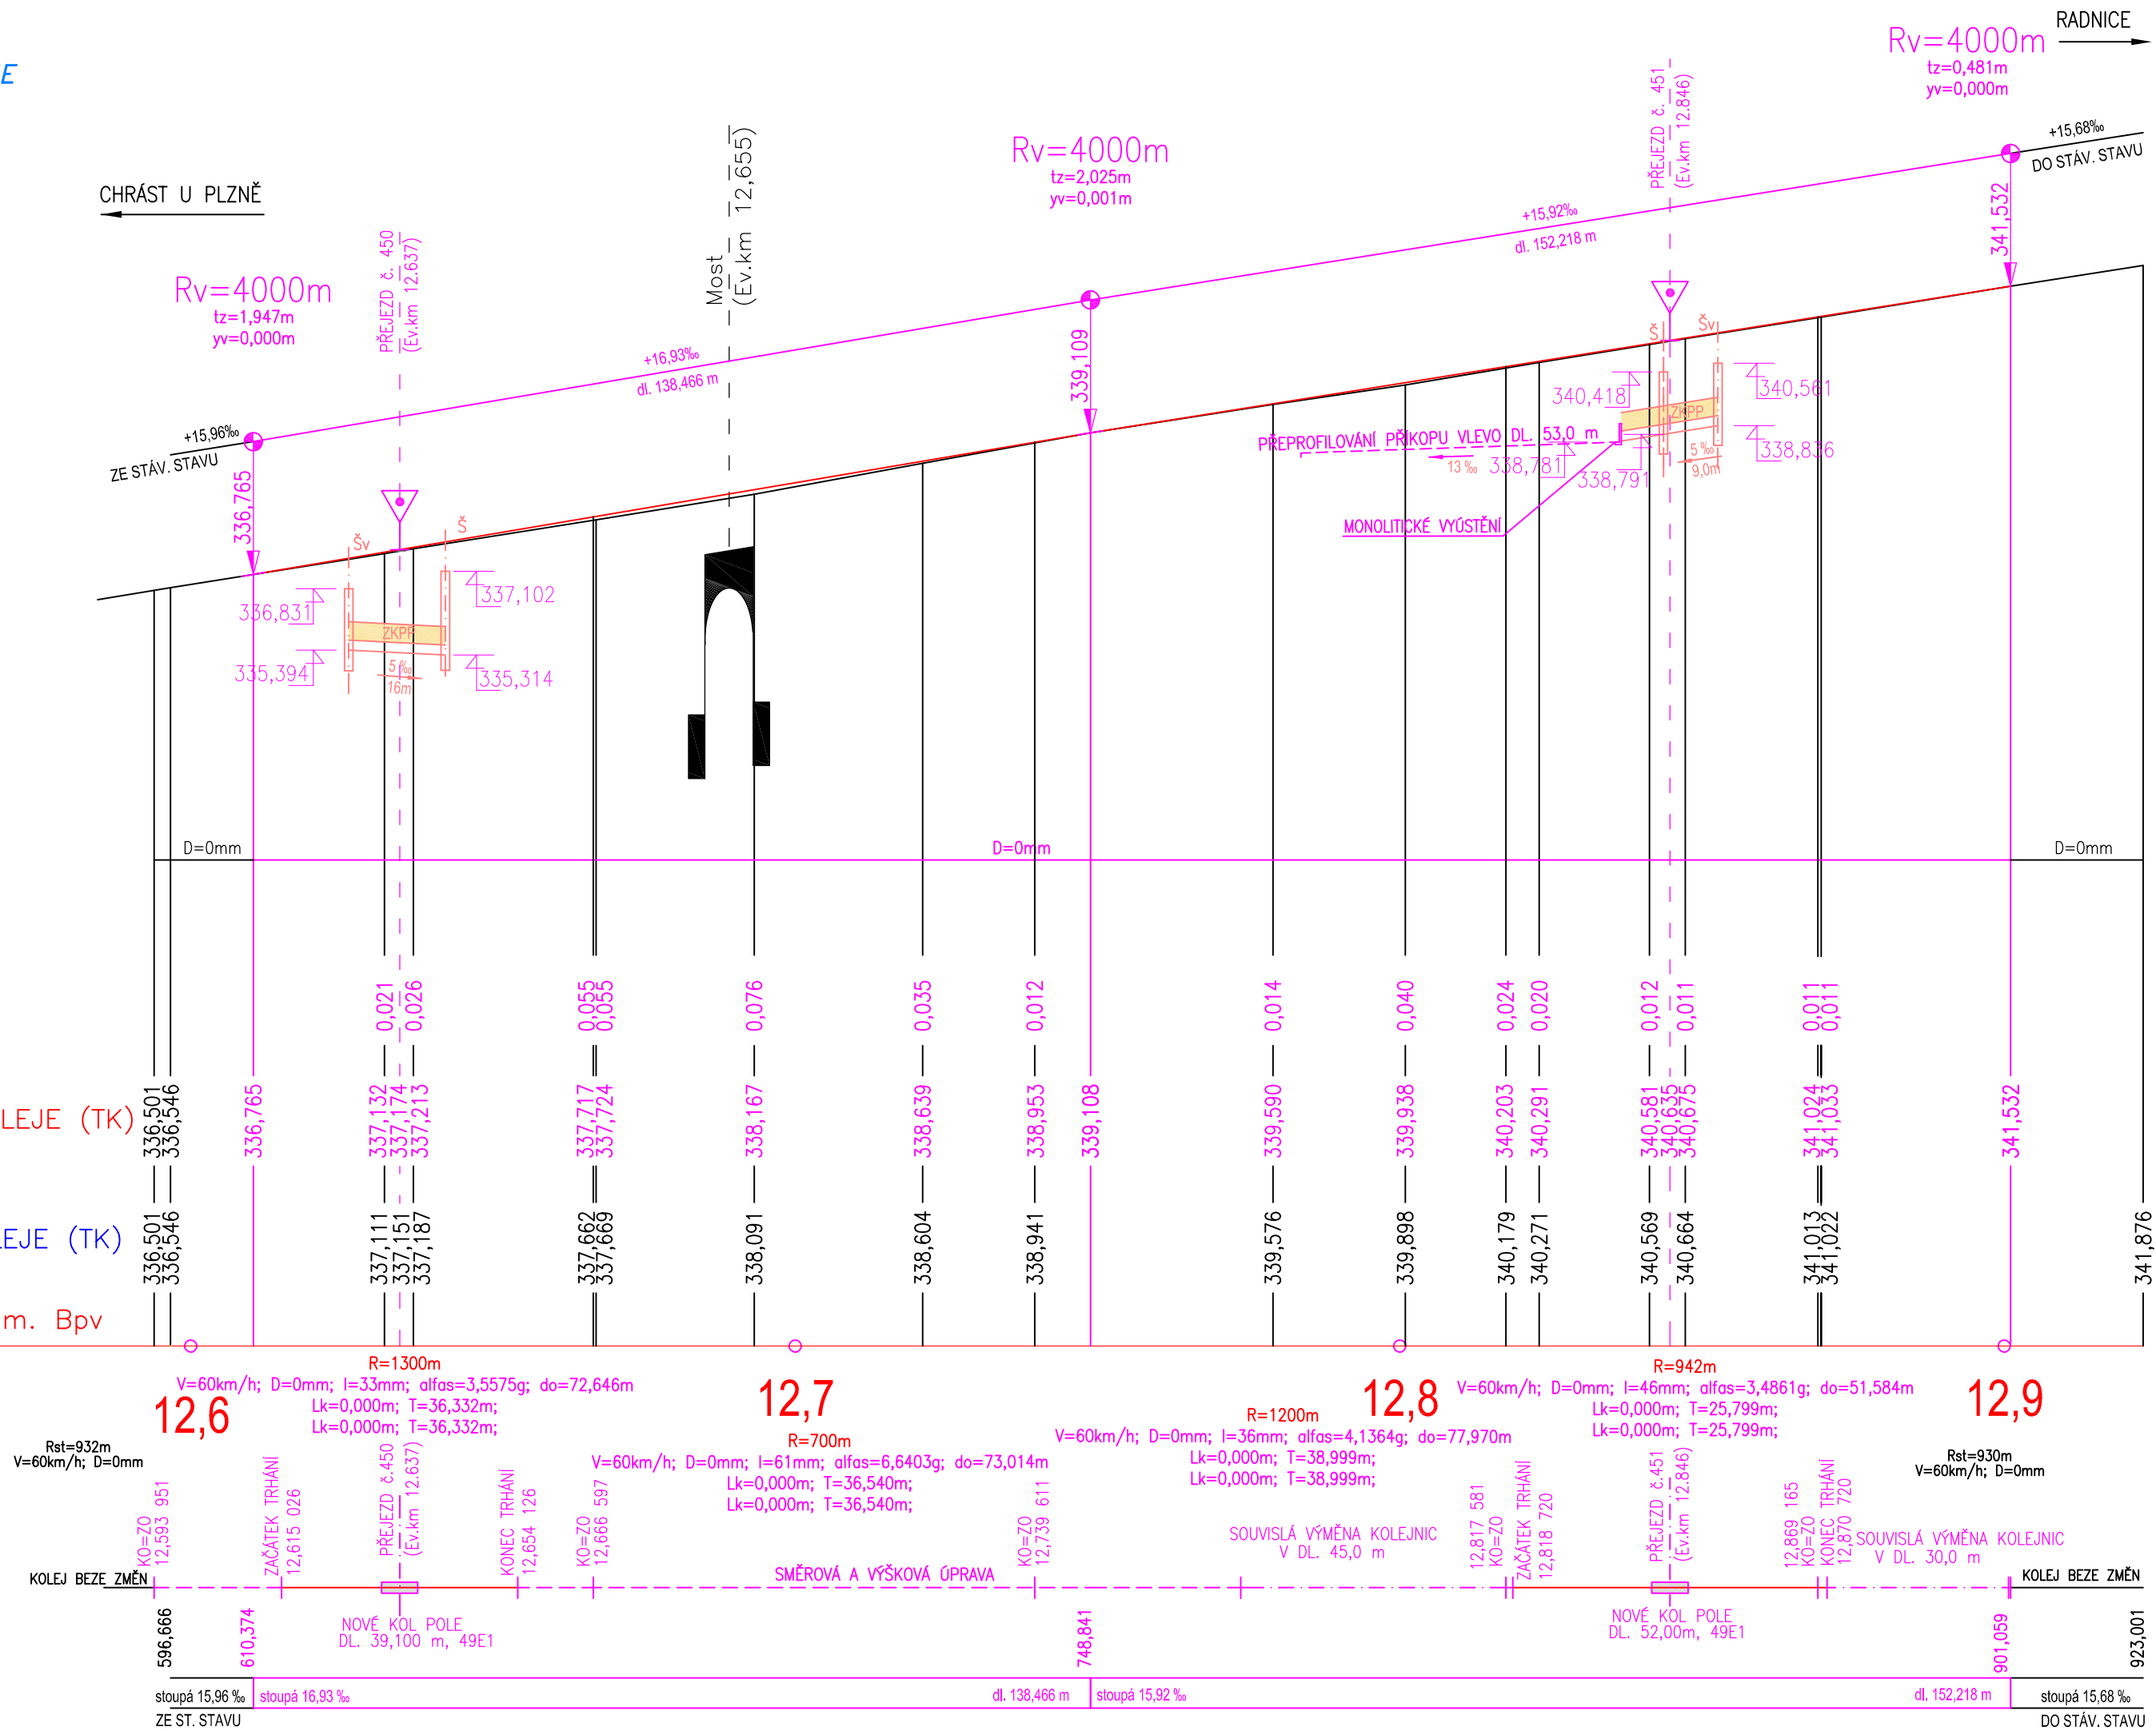 RADNICE
Rv=4000m
tz=0,481m
yv=0,000m
E
PŘEJEZD č. 451
(Ev.km 12.846)
+15,68‰
DO STÁV. STAVU
Rv=4000m
tz=2,025m
yv=0,001m
Most
(Ev.km 12,655)
CHRÁST U PLZNĚ
+15,92‰
dl. 152,218 m
341,532
PŘEJEZD č. 450
(Ev.km 12.637)
Rv=4000m
tz=1,947m
yv=0,000m
+16,93‰
dl. 138,466 m
339,109
Š
Šv
340,418
340,561
ZKPP
+15,96‰
ZE STÁV. STAVU
336,765
PŘEPROFILOVÁNÍ PŘÍKOPU VLEVO DL. 53,0 m
13 ‰
338,781
338,791
5 ‰
9,0m
338,836
MONOLITICKÉ VYÚSTĚNÍ
Šv
Š
336,831
337,102
ZKPP
335,394
5 ‰
16m
335,314
D=0mm
D=0mm
D=0mm
0,021
0,026
0,055
0,055
0,076
0,035
0,012
0,014
0,040
0,024
0,020
0,012
0,011
0,011
0,011
LEJE (TK)
336,501
336,546
336,765
337,132
337,174
337,213
337,717
337,724
338,167
338,639
338,953
339,108
339,590
339,938
340,203
340,291
340,581
340,635
340,675
341,024
341,033
341,532
LEJE (TK)
336,501
336,546
337,111
337,151
337,187
337,662
337,669
338,091
338,604
338,941
339,576
339,898
340,179
340,271
340,569
340,664
341,013
341,022
341,876
m. Bpv
12,6
12,7
12,8
12,9
R=1300m
V=60km/h; D=0mm; I=33mm; alfas=3,5575g; do=72,646m
Lk=0,000m; T=36,332m;
Lk=0,000m; T=36,332m;
R=942m
V=60km/h; D=0mm; I=46mm; alfas=3,4861g; do=51,584m
Lk=0,000m; T=25,799m;
Lk=0,000m; T=25,799m;
R=1200m
V=60km/h; D=0mm; I=36mm; alfas=4,1364g; do=77,970m
Lk=0,000m; T=38,999m;
Lk=0,000m; T=38,999m;
R=700m
V=60km/h; D=0mm; I=61mm; alfas=6,6403g; do=73,014m
Lk=0,000m; T=36,540m;
Lk=0,000m; T=36,540m;
Rst=932m
V=60km/h; D=0mm
Rst=930m
V=60km/h; D=0mm
KO=ZO
12,593 951
ZAČÁTEK TRHÁNÍ
12,615 026
PŘEJEZD č.450
(Ev.km 12.637)
KONEC TRHÁNÍ
12,654 126
KO=ZO
12,666 597
KO=ZO
12,739 611
12,817 581
KO=ZO
ZAČÁTEK TRHÁNÍ
12,818 720
PŘEJEZD č.451
(Ev.km 12.846)
12,869 165
KO=ZO
KONEC TRHÁNÍ
12,870 720
SOUVISLÁ VÝMĚNA KOLEJNIC
V DL. 45,0 m
SOUVISLÁ VÝMĚNA KOLEJNIC
V DL. 30,0 m
KOLEJ BEZE ZMĚN
SMĚROVÁ A VÝŠKOVÁ ÚPRAVA
KOLEJ BEZE ZMĚN
NOVÉ KOL POLE
DL. 39,100 m, 49E1
NOVÉ KOL POLE
DL. 52,00m, 49E1
596,666
610,374
748,841
901,059
923,001
stoupá 15,96 ‰
stoupá 16,93 ‰
dl. 138,466 m
stoupá 15,92 ‰
dl. 152,218 m
stoupá 15,68 ‰
ZE ST. STAVU
DO STÁV. STAVU